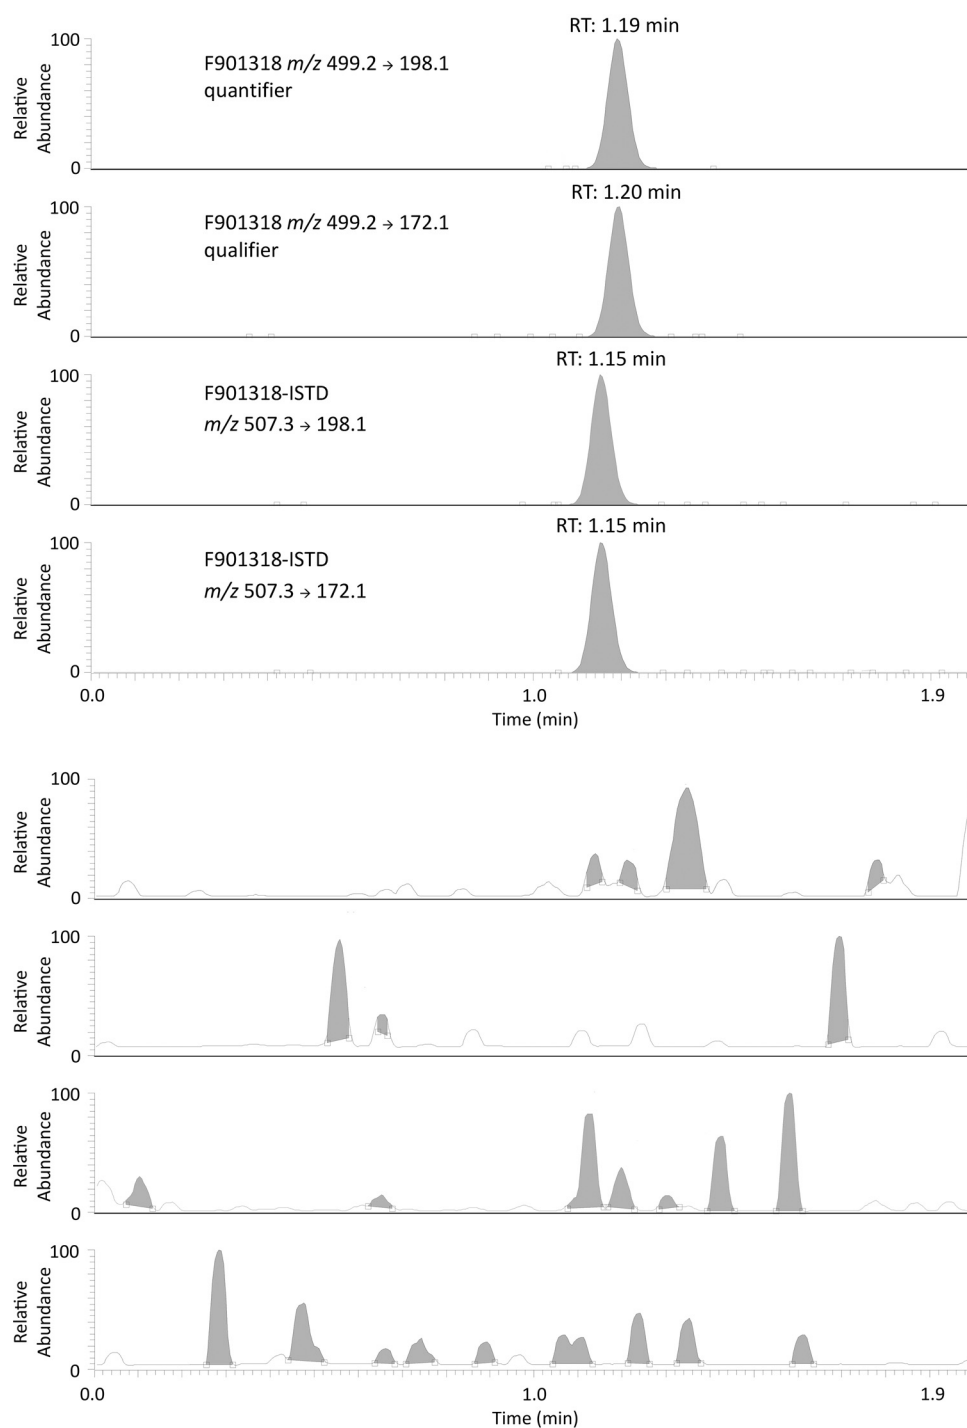 RT: 1.19 min
100
F901318 m/z 499.2 → 198.1
quantifier
Relative
Abundance
0
RT: 1.20 min
100
F901318 m/z 499.2 → 172.1
qualifier
Relative
Abundance
0
RT: 1.15 min
100
F901318-ISTD
m/z 507.3 → 198.1
Relative
Abundance
0
RT: 1.15 min
100
F901318-ISTD
m/z 507.3 → 172.1
Relative
Abundance
0
0.0 1.0 1.9
Time (min)
100
Relative
Abundance
0
100
Relative
Abundance
0
100
Relative
Abundance
0
100
Relative
Abundance
0
0.0 1.0 1.9
Time (min)